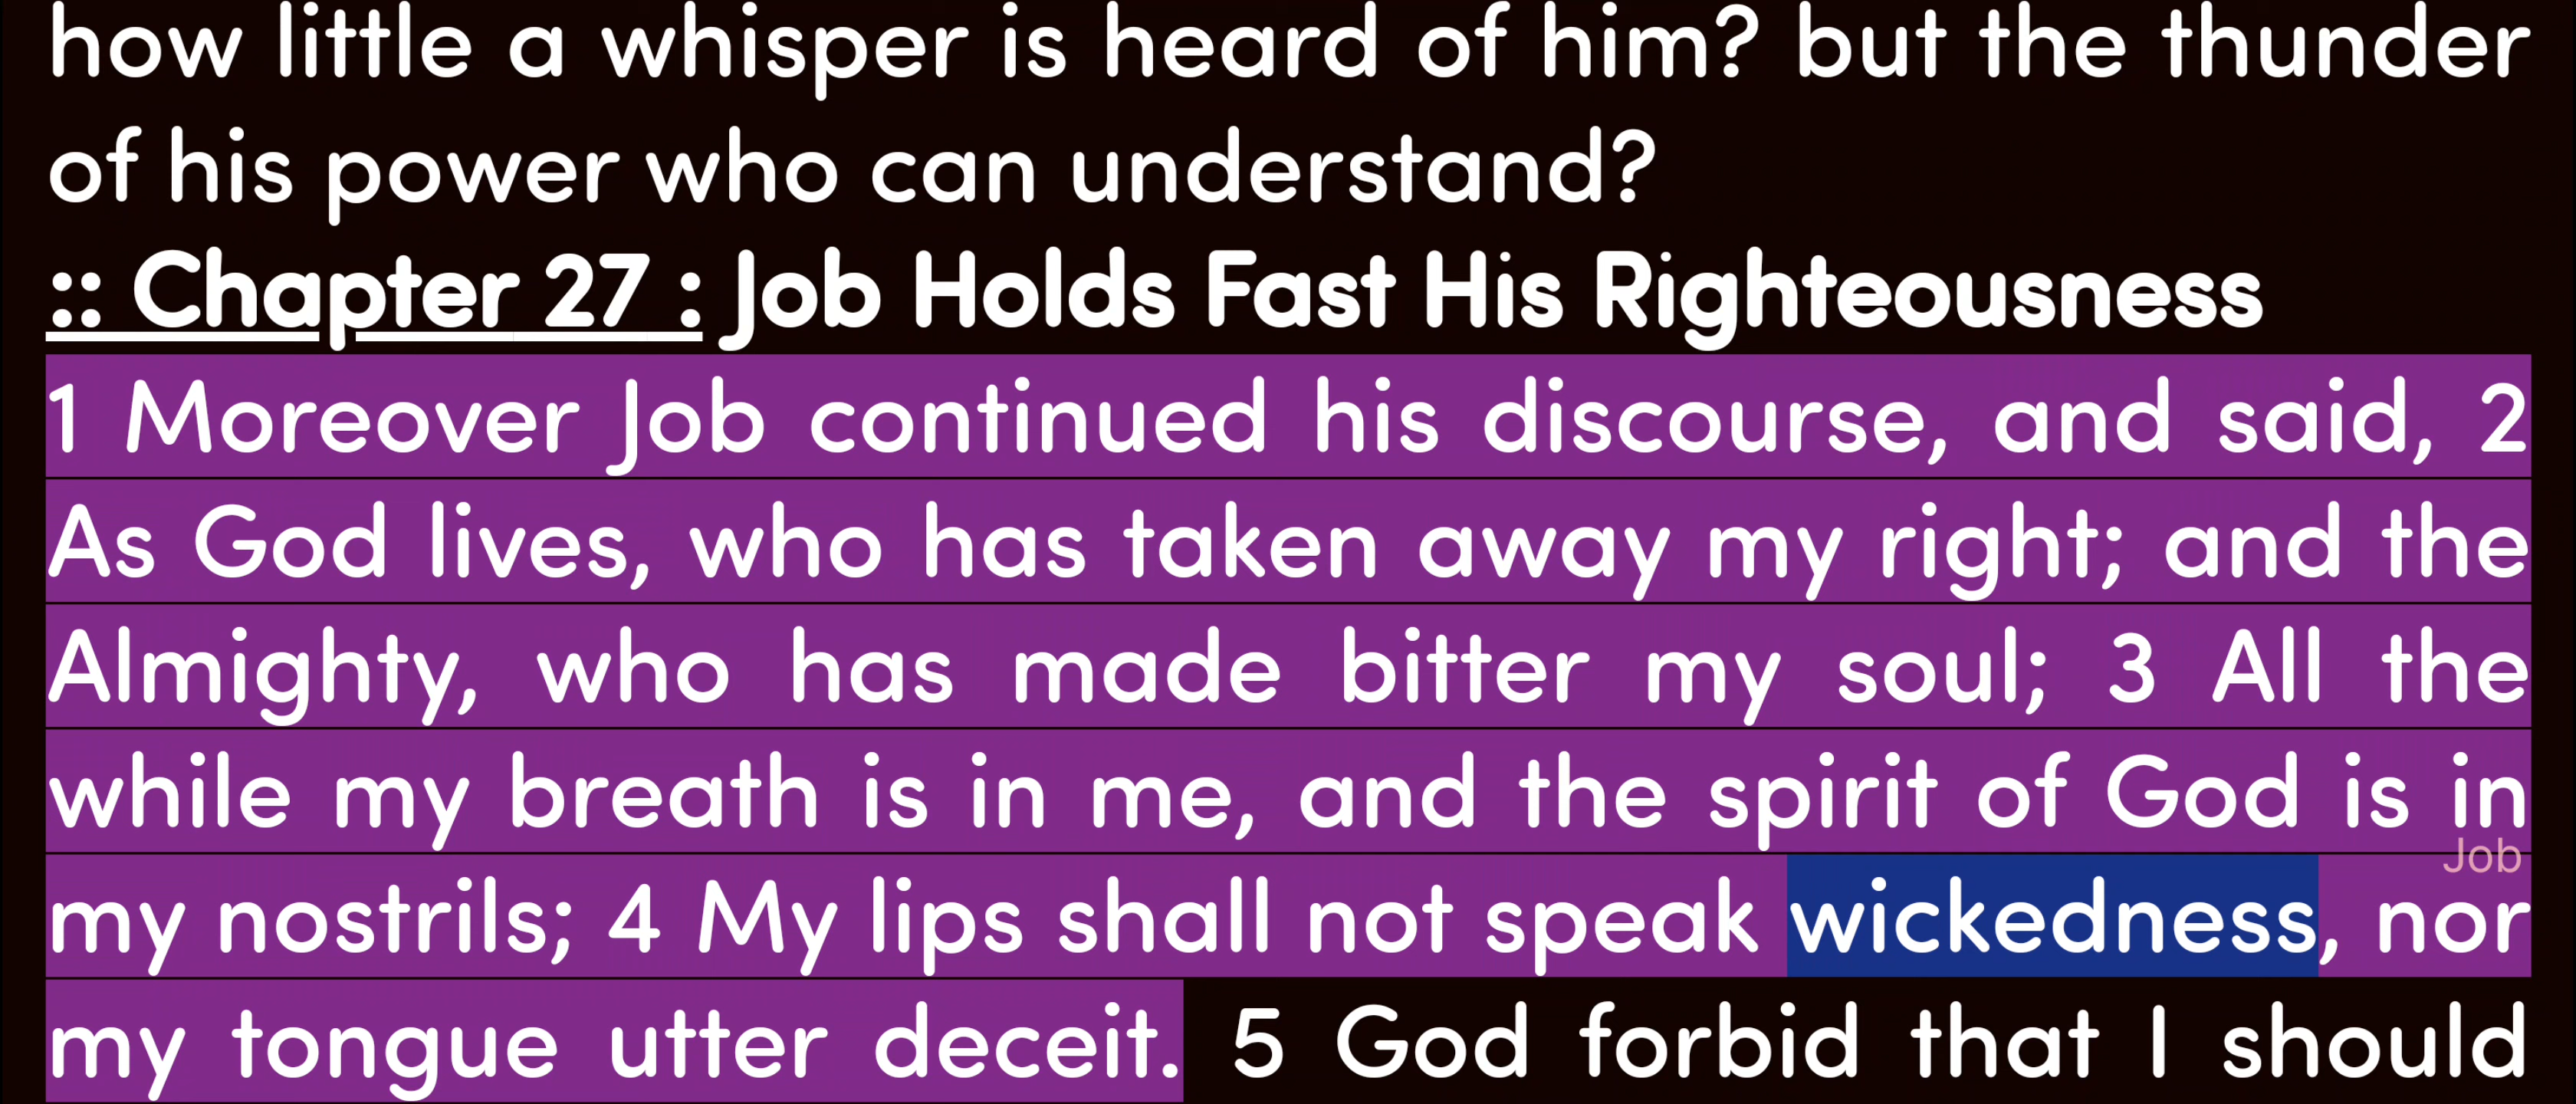 how little a whisper is heard of him? but the thunder
of his power who can understand?
:: Chapter 27 : Job Holds Fast His Righteousness
1 Moreover Job continued his discourse, and said, 2
As God lives, who has taken away my right; and the
Almighty, who has made bitter my soul; 3 All the
while my breath is in me, and the spirit of God is in
Job
my nostrils; 4 My lips shall not speak wickedness, nor
my tongue utter deceit. 5 God forbid that I should